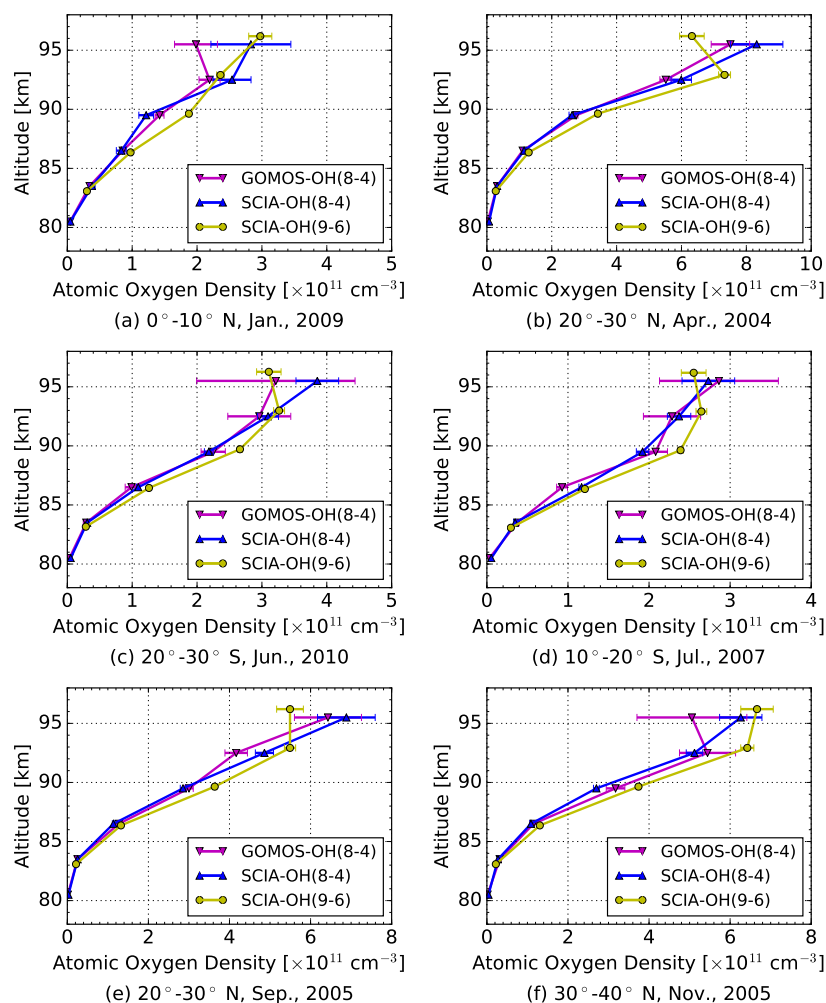 95
90
85
80
Altitude [km]
GOMOS-OH(8-4)
SCIA-OH(8-4)
SCIA-OH(9-6)
0 1 2 3 4 5
Atomic Oxygen Density [×10¹¹ cm⁻³]
(a) 0°-10° N, Jan., 2009
95
90
85
80
Altitude [km]
GOMOS-OH(8-4)
SCIA-OH(8-4)
SCIA-OH(9-6)
0 2 4 6 8 10
Atomic Oxygen Density [×10¹¹ cm⁻³]
(b) 20°-30° N, Apr., 2004
95
90
85
80
Altitude [km]
GOMOS-OH(8-4)
SCIA-OH(8-4)
SCIA-OH(9-6)
0 1 2 3 4 5
Atomic Oxygen Density [×10¹¹ cm⁻³]
(c) 20°-30° S, Jun., 2010
95
90
85
80
Altitude [km]
GOMOS-OH(8-4)
SCIA-OH(8-4)
SCIA-OH(9-6)
0 1 2 3 4
Atomic Oxygen Density [×10¹¹ cm⁻³]
(d) 10°-20° S, Jul., 2007
95
90
85
80
Altitude [km]
GOMOS-OH(8-4)
SCIA-OH(8-4)
SCIA-OH(9-6)
0 2 4 6 8
Atomic Oxygen Density [×10¹¹ cm⁻³]
(e) 20°-30° N, Sep., 2005
95
90
85
80
Altitude [km]
GOMOS-OH(8-4)
SCIA-OH(8-4)
SCIA-OH(9-6)
0 2 4 6 8
Atomic Oxygen Density [×10¹¹ cm⁻³]
(f) 30°-40° N, Nov., 2005